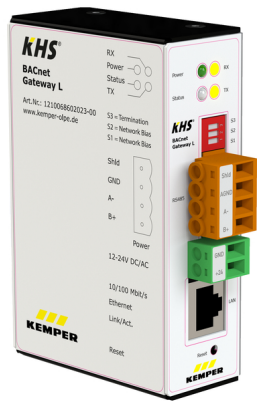 KHS®
BACnet
Gateway L
Art.Nr.: 1210068602023-00
www.kemper-olpe.de
RX
Power
Status
TX
S3 = Termination
S2 = Network Bias
S1 = Network Bias
Shld
GND
A-
B+
Power
12-24V DC/AC
10/100 Mbit/s
Ethernet
Link/Act.
Reset
KEMPER
Power
RX
Status
TX
KHS®
BACnet
Gateway L
S3
S2
S1
RS485
Shld
AGND
A-
B+
GND
LAN
Reset
KEMPER